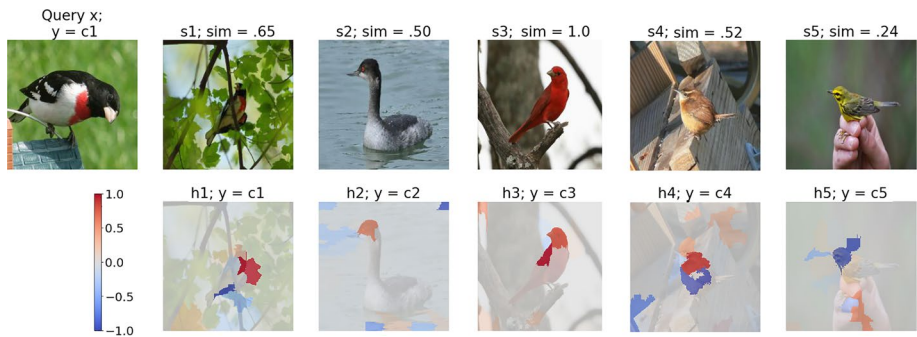 Query x;
y = c1
s1; sim = .65
s2; sim = .50
s3; sim = 1.0
s4; sim = .52
s5; sim = .24
h1; y = c1
h2; y = c2
h3; y = c3
h4; y = c4
h5; y = c5
1.0
0.5
0.0
−0.5
−1.0